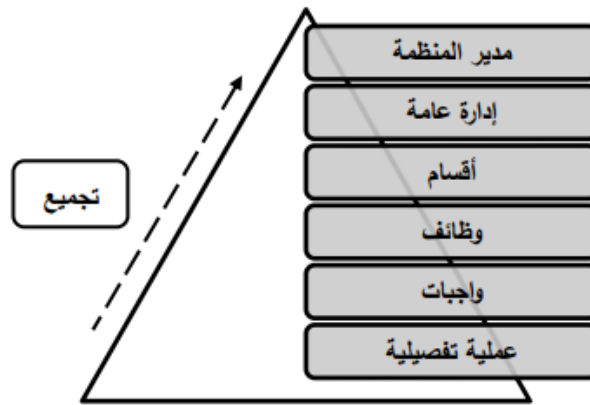 مدير المنظمة
إدارة عامة
أقسام
تجميع
وظائف
واجبات
عملية تفصيلية